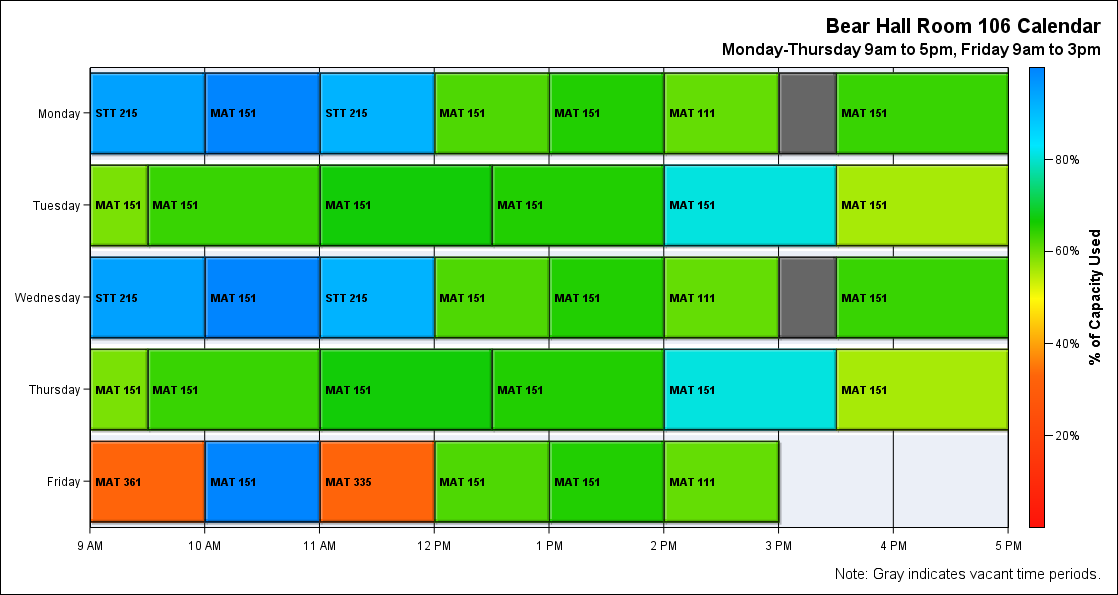 Bear Hall Room 106 Calendar
Monday-Thursday 9am to 5pm, Friday 9am to 3pm
Monday
STT 215
MAT 151
STT 215
MAT 151
MAT 151
MAT 111
MAT 151
Tuesday
MAT 151
MAT 151
MAT 151
MAT 151
MAT 151
MAT 151
Wednesday
STT 215
MAT 151
STT 215
MAT 151
MAT 151
MAT 111
MAT 151
Thursday
MAT 151
MAT 151
MAT 151
MAT 151
MAT 151
MAT 151
Friday
MAT 361
MAT 151
MAT 335
MAT 151
MAT 151
MAT 111
9 AM
10 AM
11 AM
12 PM
1 PM
2 PM
3 PM
4 PM
5 PM
80%
60%
40%
20%
% of Capacity Used
Note: Gray indicates vacant time periods.